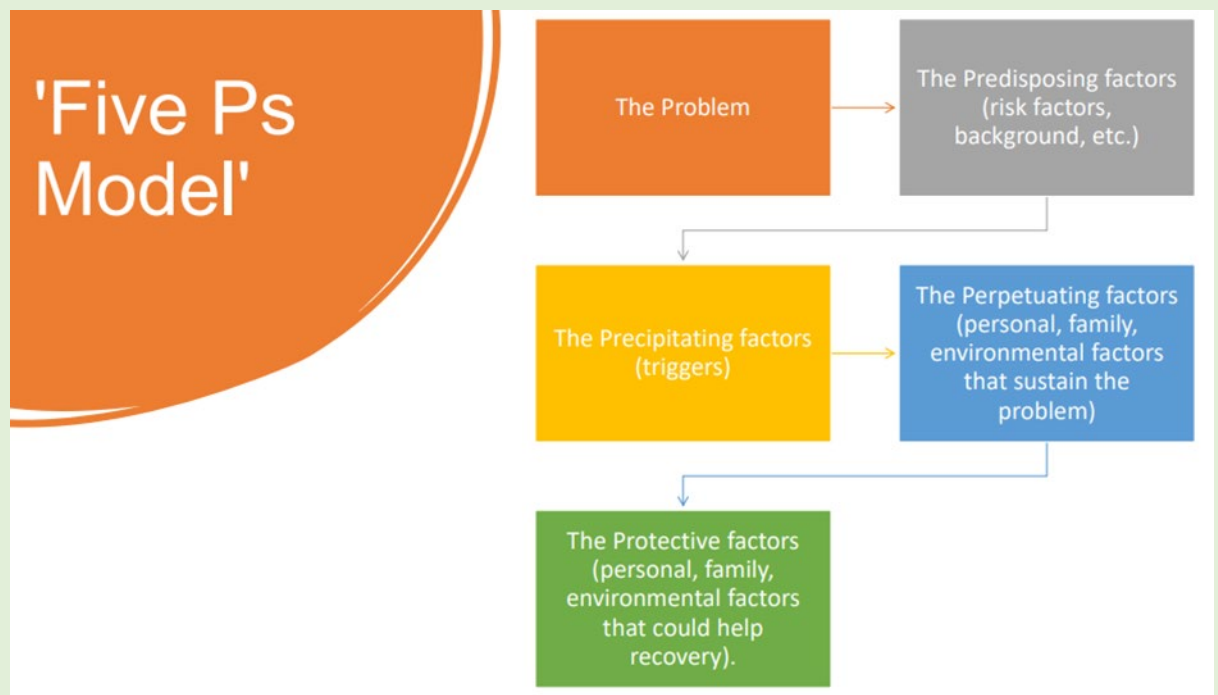 'Five Ps
Model'
The Problem
The Predisposing factors
(risk factors,
background, etc.)
The Precipitating factors
(triggers)
The Perpetuating factors
(personal, family,
environmental factors
that sustain the
problem)
The Protective factors
(personal, family,
environmental factors
that could help
recovery).